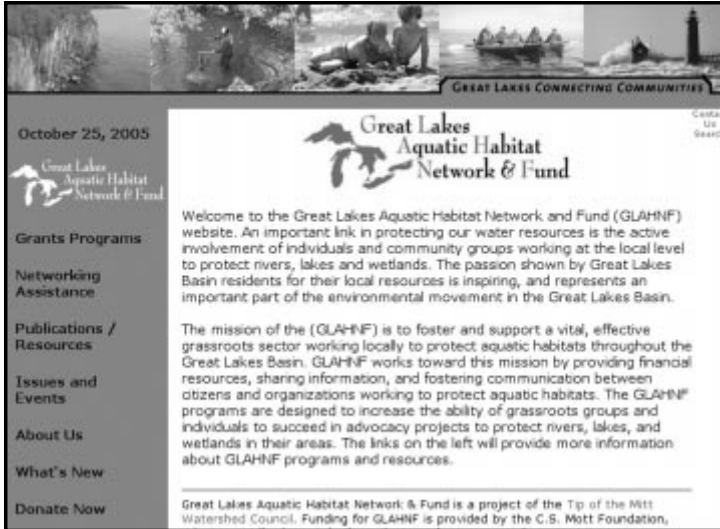 GREAT LAKES CONNECTING COMMUNITIES
October 25, 2005
Great Lakes
Aquatic Habitat
Network & Fund
Grants Programs
Networking
Assistance
Publications /
Resources
Issues and
Events
About Us
What's New
Donate Now
Great Lakes
Aquatic Habitat
Network & Fund
Contact
Us
Search
Welcome to the Great Lakes Aquatic Habitat Network and Fund (GLAHNF)
website. An important link in protecting our water resources is the active
involvement of individuals and community groups working at the local level
to protect rivers, lakes and wetlands. The passion shown by Great Lakes
Basin residents for their local resources is inspiring, and represents an
important part of the environmental movement in the Great Lakes Basin.
The mission of the (GLAHNF) is to foster and support a vital, effective
grassroots sector working locally to protect aquatic habitats throughout the
Great Lakes Basin. GLAHNF works toward this mission by providing financial
resources, sharing information, and fostering communication between
citizens and organizations working to protect aquatic habitats. The GLAHNF
programs are designed to increase the ability of grassroots groups and
individuals to succeed in advocacy projects to protect rivers, lakes, and
wetlands in their areas. The links on the left will provide more information
about GLAHNF programs and resources.
Great Lakes Aquatic Habitat Network & Fund is a project of the Tip of the Mitt
Watershed Council. Funding for GLAHNF is provided by the C.S. Mott Foundation,